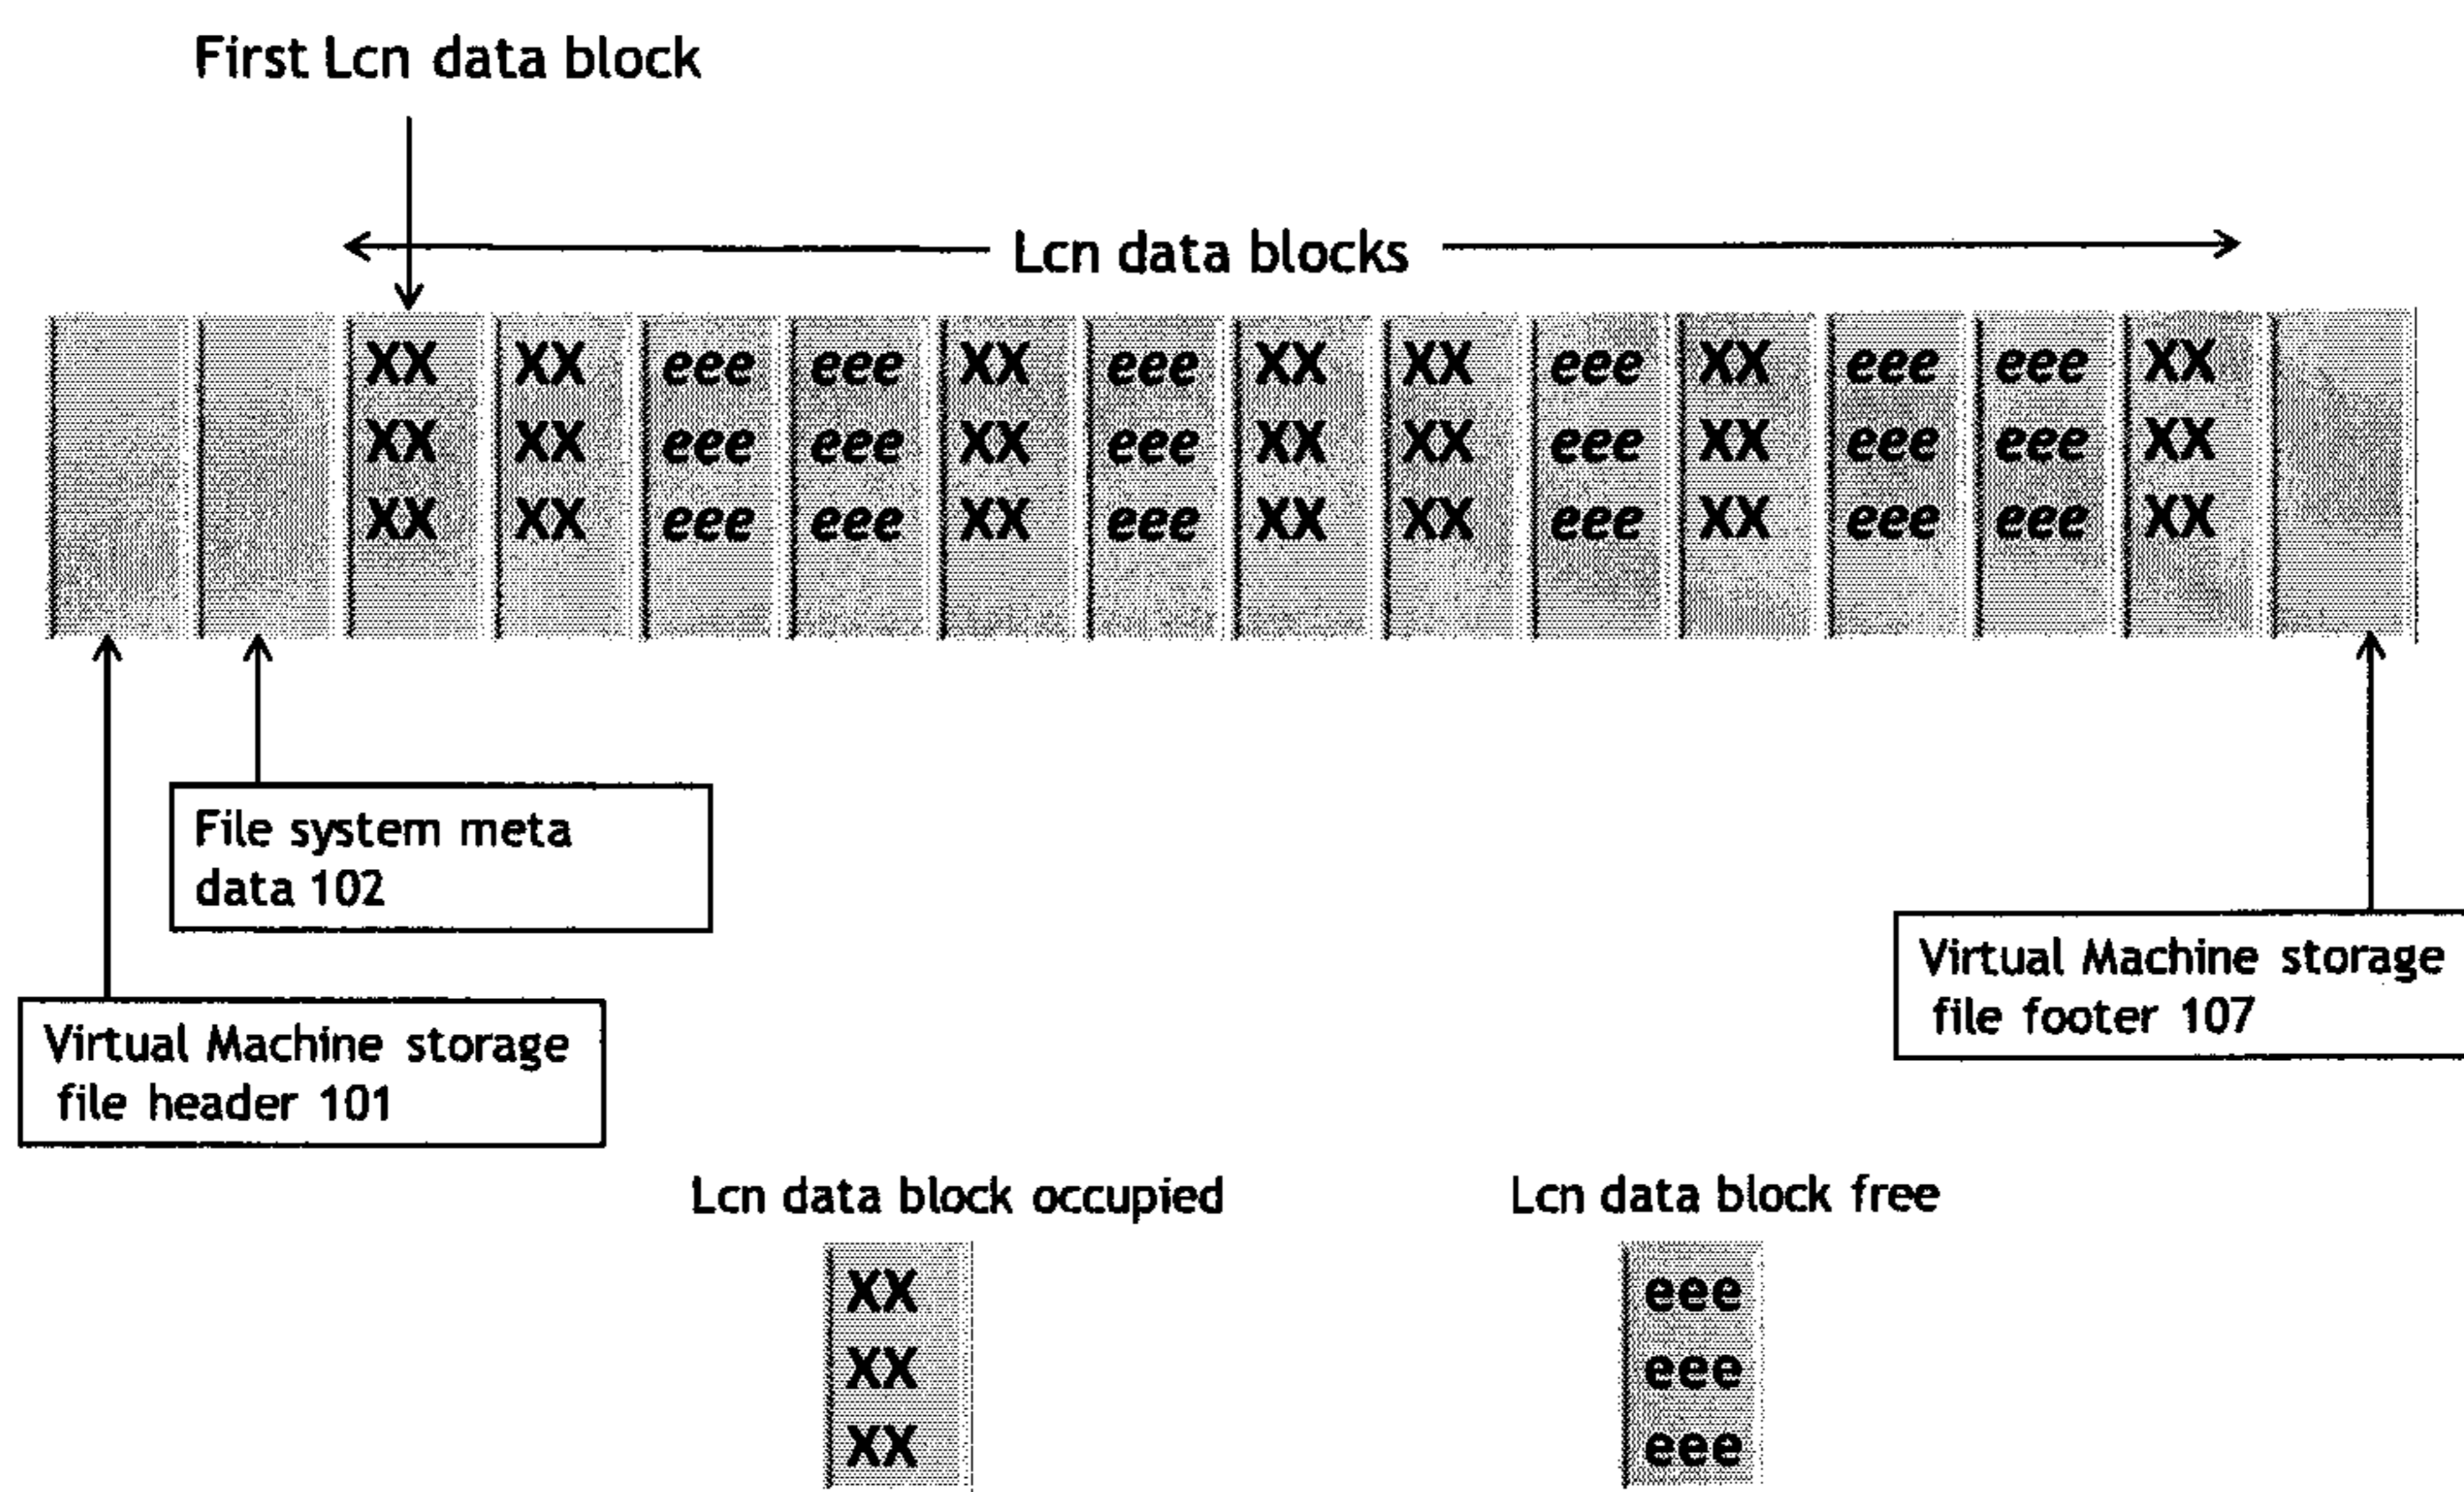 First Lcn data block
Lcn data blocks
XX XX eee eee XX eee XX XX eee XX eee eee XX
XX XX eee eee XX eee XX XX eee XX eee eee XX
XX XX eee eee XX eee XX XX eee XX eee eee XX
File system meta
data 102
Virtual Machine storage
file footer 107
Virtual Machine storage
file header 101
Lcn data block occupied
Lcn data block free
XX eee
XX eee
XX eee